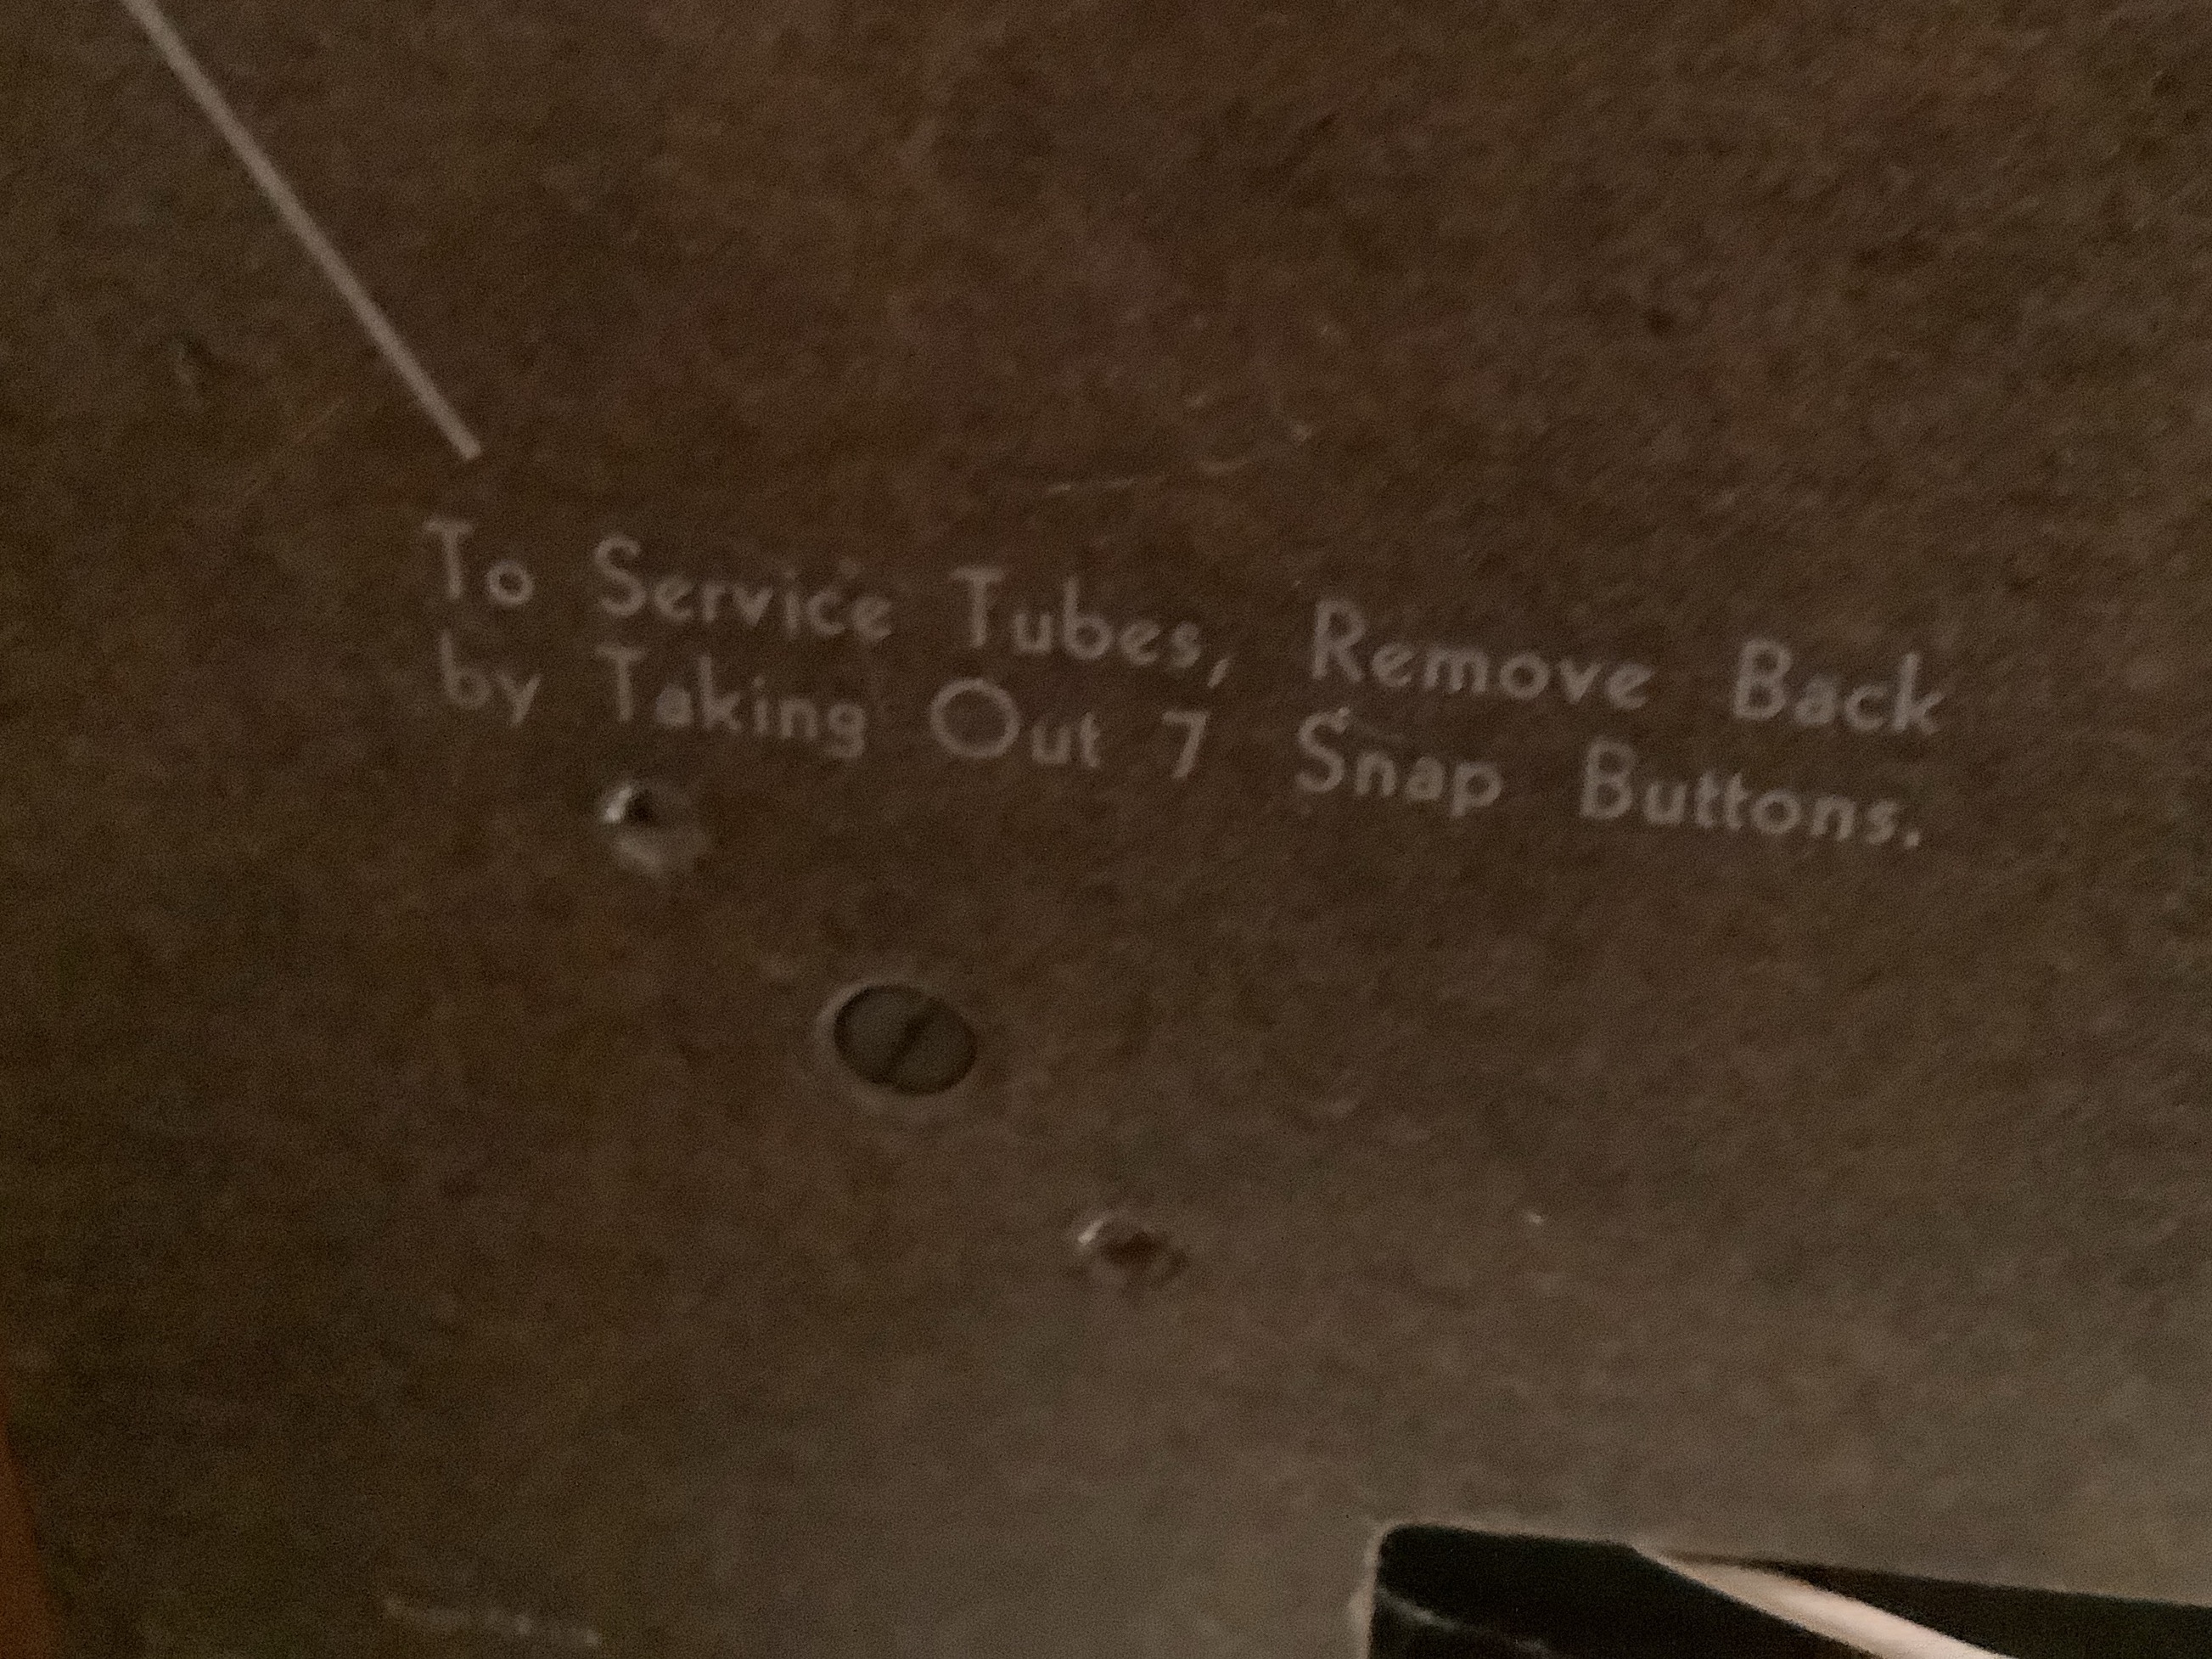 To Service Tubes, Remove Back
by Taking Out 7 Snap Buttons.